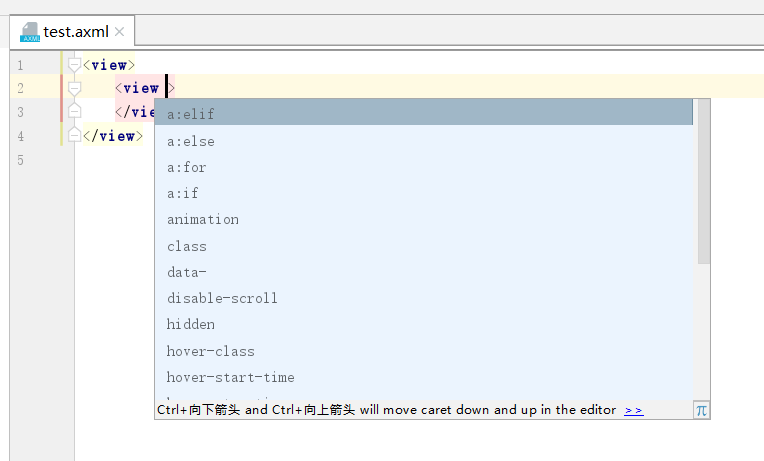 test.axml
1 <view>
2 <view >
3 </vie
4 </view>
5
a:elif
a:else
a:for
a:if
animation
class
data-
disable-scroll
hidden
hover-class
hover-start-time
Ctrl+向下箭头 and Ctrl+向上箭头 will move caret down and up in the editor >>
π